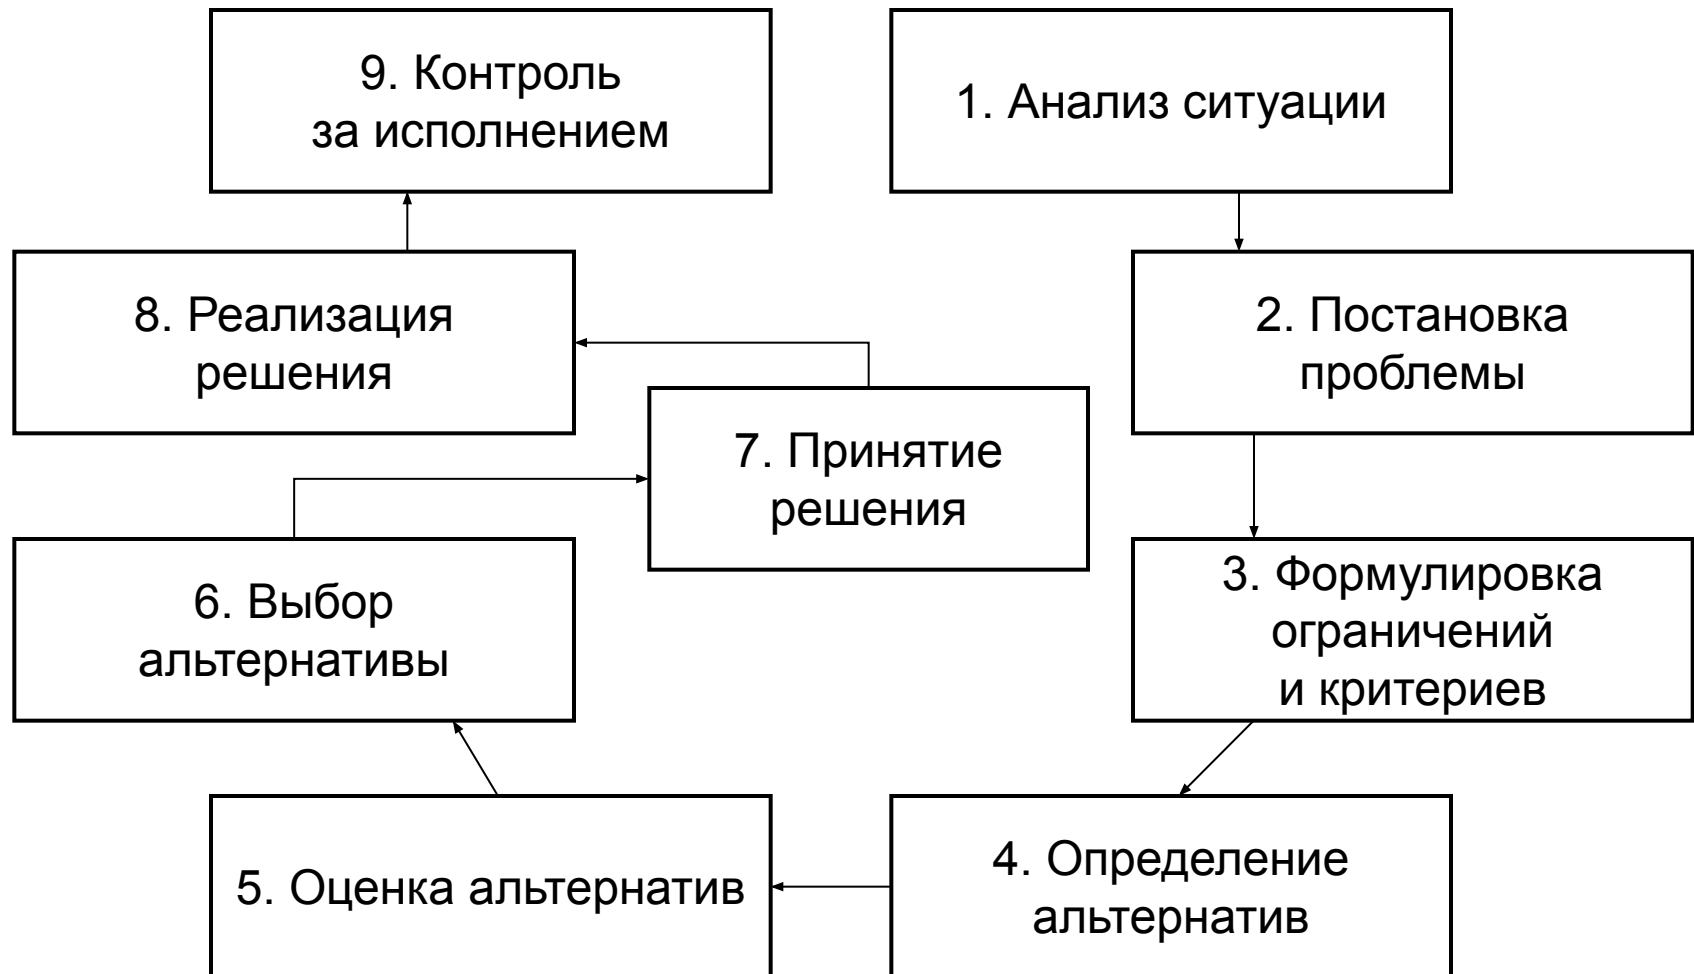 9. Контроль
за исполнением
1. Анализ ситуации
8. Реализация
решения
2. Постановка
проблемы
7. Принятие
решения
6. Выбор
альтернативы
3. Формулировка
ограничений
и критериев
5. Оценка альтернатив
4. Определение
альтернатив